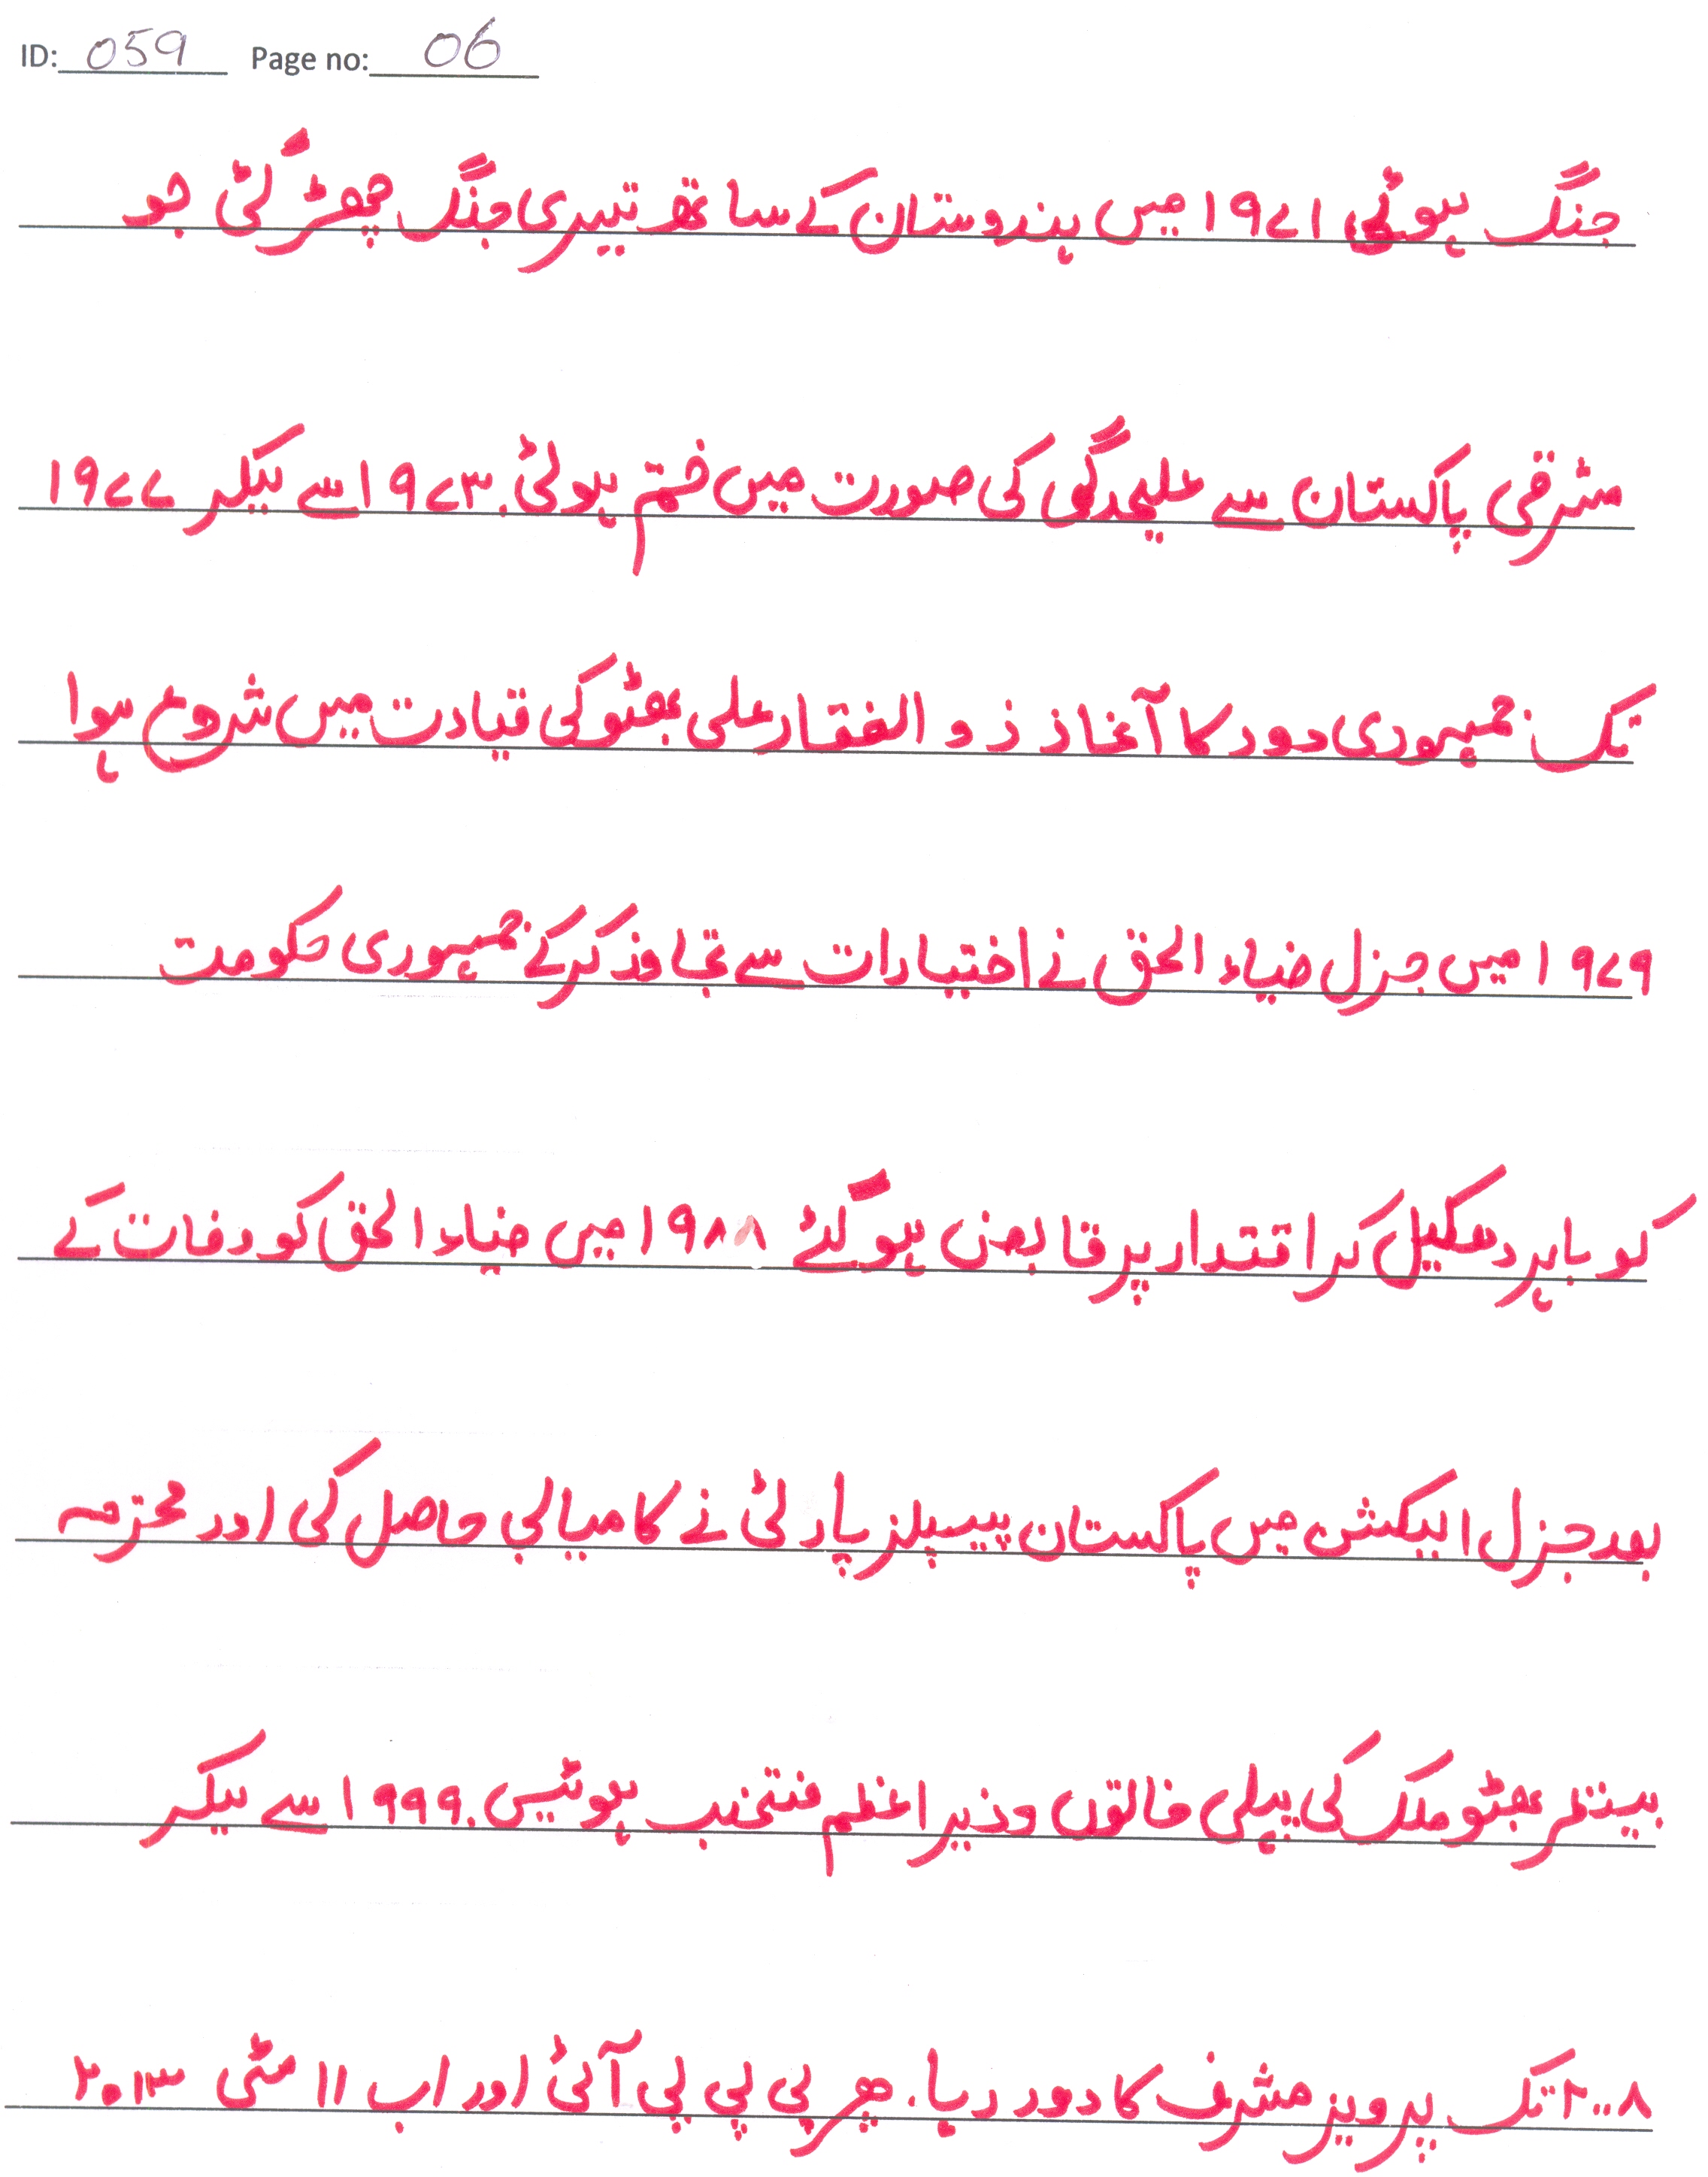 ID: 059 Page no: 06
جنگ ہوئی ۱۹۷۱ میں ہندوستان کے ساتھ تیسری جنگ چھڑ گئی جو
مشرقی پاکستان سے علیحدگی کی صورت میں ختم ہوئی. ۱۹۷۳ سے لیکر ۱۹۷۷
تک جمہوری دور کا آغاز ذوالفقار علی بھٹو کی قیادت میں شروع ہوا
۱۹۷۹ میں جنرل ضیاء الحق نے اختیارات سے تجاوز کرکے جمہوری حکومت
کو باہر دھکیل کر اقتدار پر قابض ہو گئے ۱۹۸۸ میں ضیاء الحق کو وفات کے
بعد جنرل الیکشن میں پاکستان پیپلز پارٹی نے کامیابی حاصل کی اور محترمہ
بینظر بھٹو ملک کی پہلی خاتون وزیر اعظم منتخب ہوئیں. ۱۹۹۹ سے لیکر
۲۰۰۸ تک پرویز مشرف کا دور رہا. پھر پی پی پی آئی اور اب ۱۱ مئی ۲۰۱۳